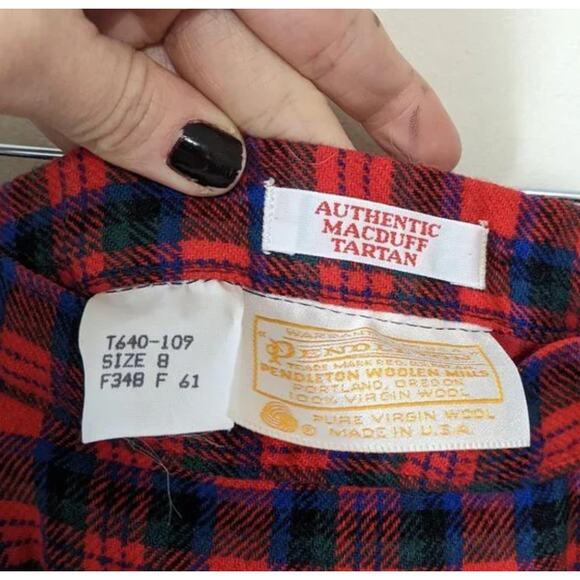 AUTHENTIC
MACDUFF
TARTAN
T640-109
SIZE 8
F348 F 61
PENDLETON WOOLEN MILLS
PORTLAND, OREGON
100% VIRGIN WOOL
PURE VIRGIN WOOL
MADE IN U.S.A.